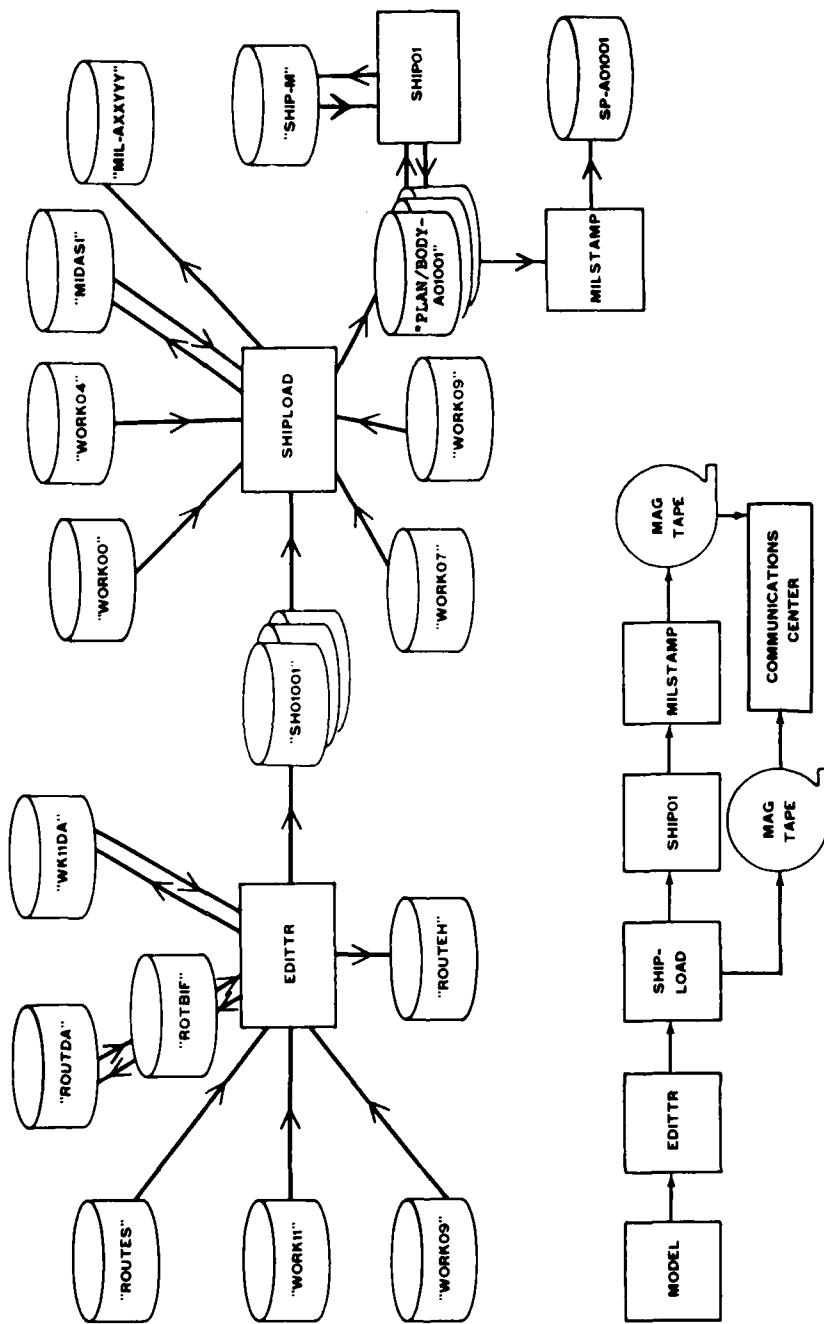 "ROUTES"
"WORK11"
"WORK09"
"ROUTDA"
"ROTBIF"
"WK11DA"
EDITTR
"ROUTEH"
"SH01001"
"WORK00"
"WORK04"
"MIDASI"
"MIL-AXXYYY"
SHIPLOAD
"WORK07"
"WORK09"
"PLAN/BODY-
A01001"
"SHIP-M"
SHIP01
MILSTAMP
SP-A01001
MODEL
EDITTR
SHIP-
LOAD
SHIP01
MILSTAMP
MAG
TAPE
MAG
TAPE
COMMUNICATIONS
CENTER